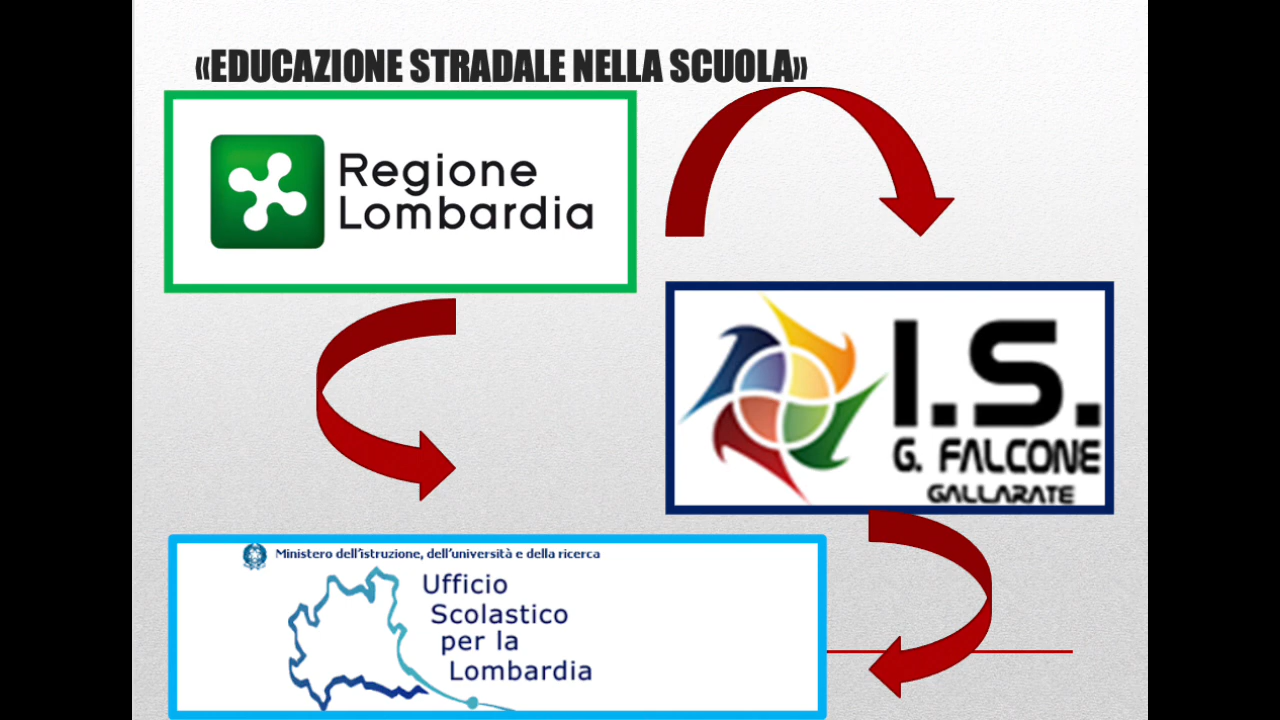 «EDUCAZIONE STRADALE NELLA SCUOLA»
Regione
Lombardia
I.S.
G. FALCONE
GALLARATE
Ministero dell'istruzione, dell'università e della ricerca
Ufficio
Scolastico
per la
Lombardia